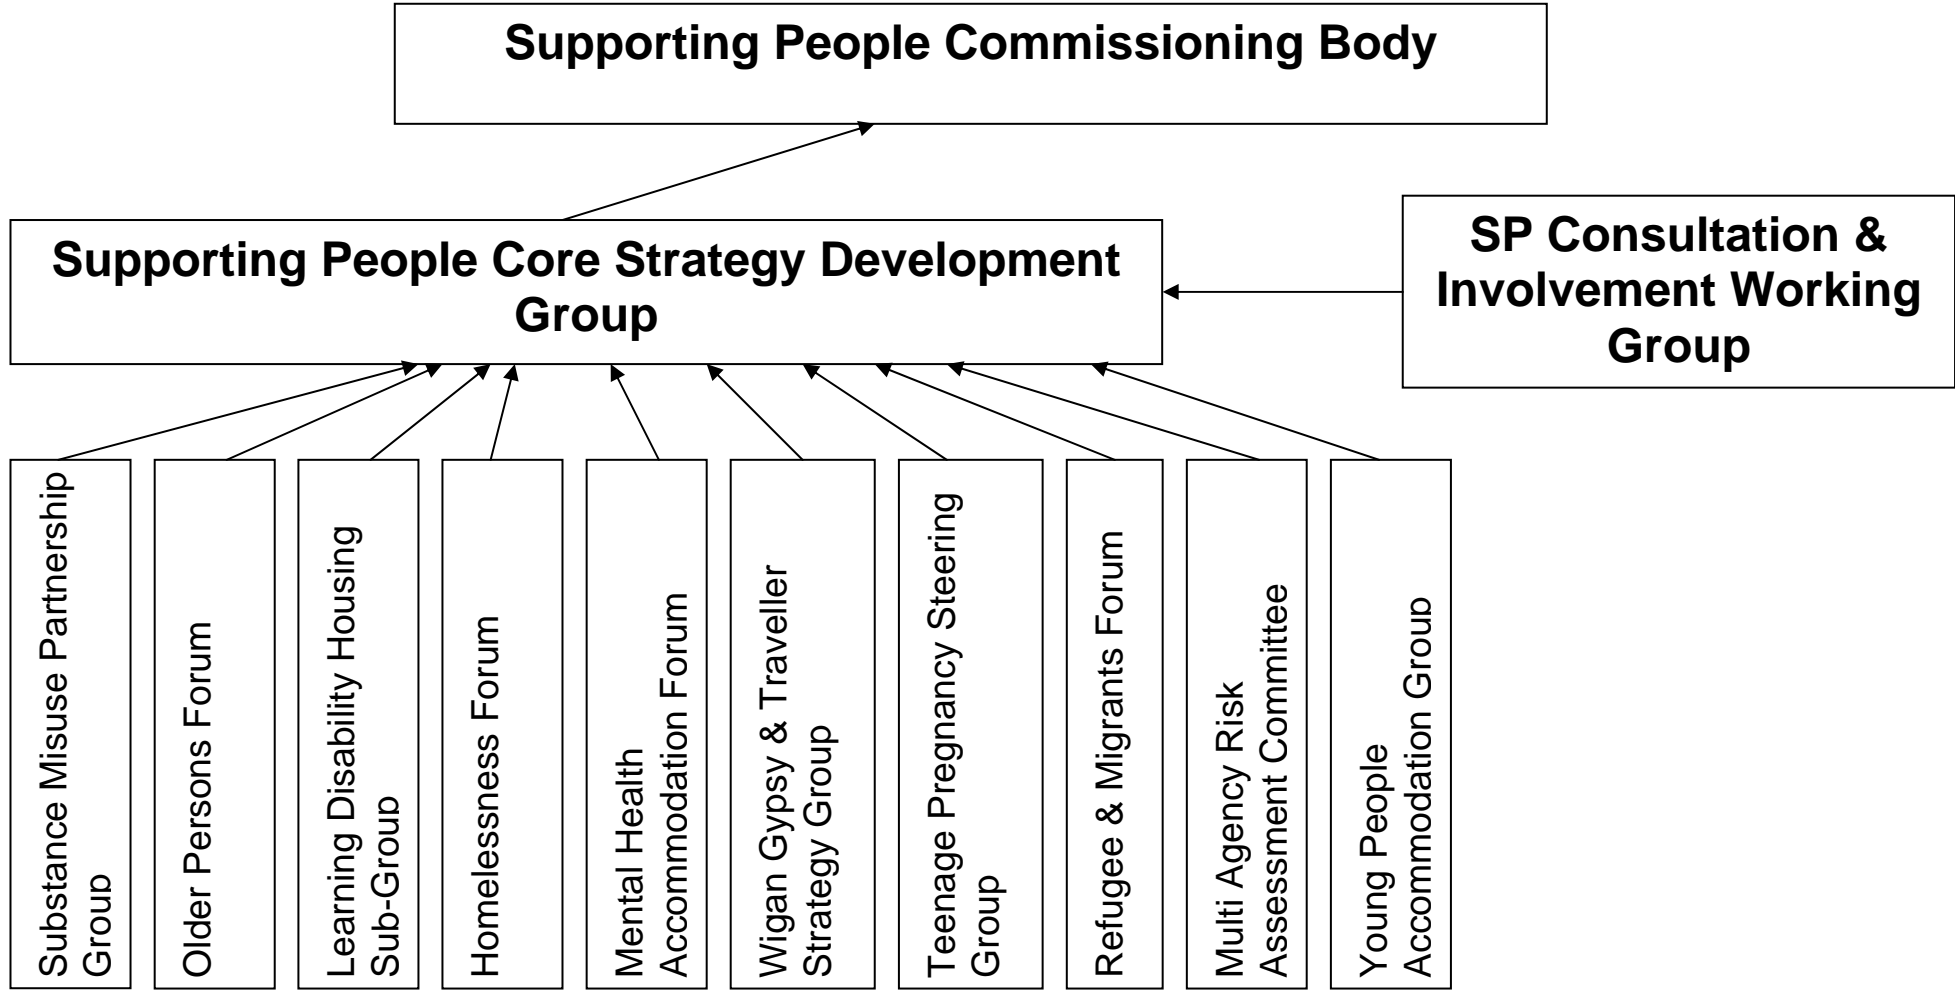 Supporting People Commissioning Body
Supporting People Core Strategy Development
Group
SP Consultation &
Involvement Working
Group
Substance Misuse Partnership
Group
Older Persons Forum
Learning Disability Housing
Sub-Group
Homelessness Forum
Mental Health
Accommodation Forum
Wigan Gypsy & Traveller
Strategy Group
Teenage Pregnancy Steering
Group
Refugee & Migrants Forum
Multi Agency Risk
Assessment Committee
Young People
Accommodation Group